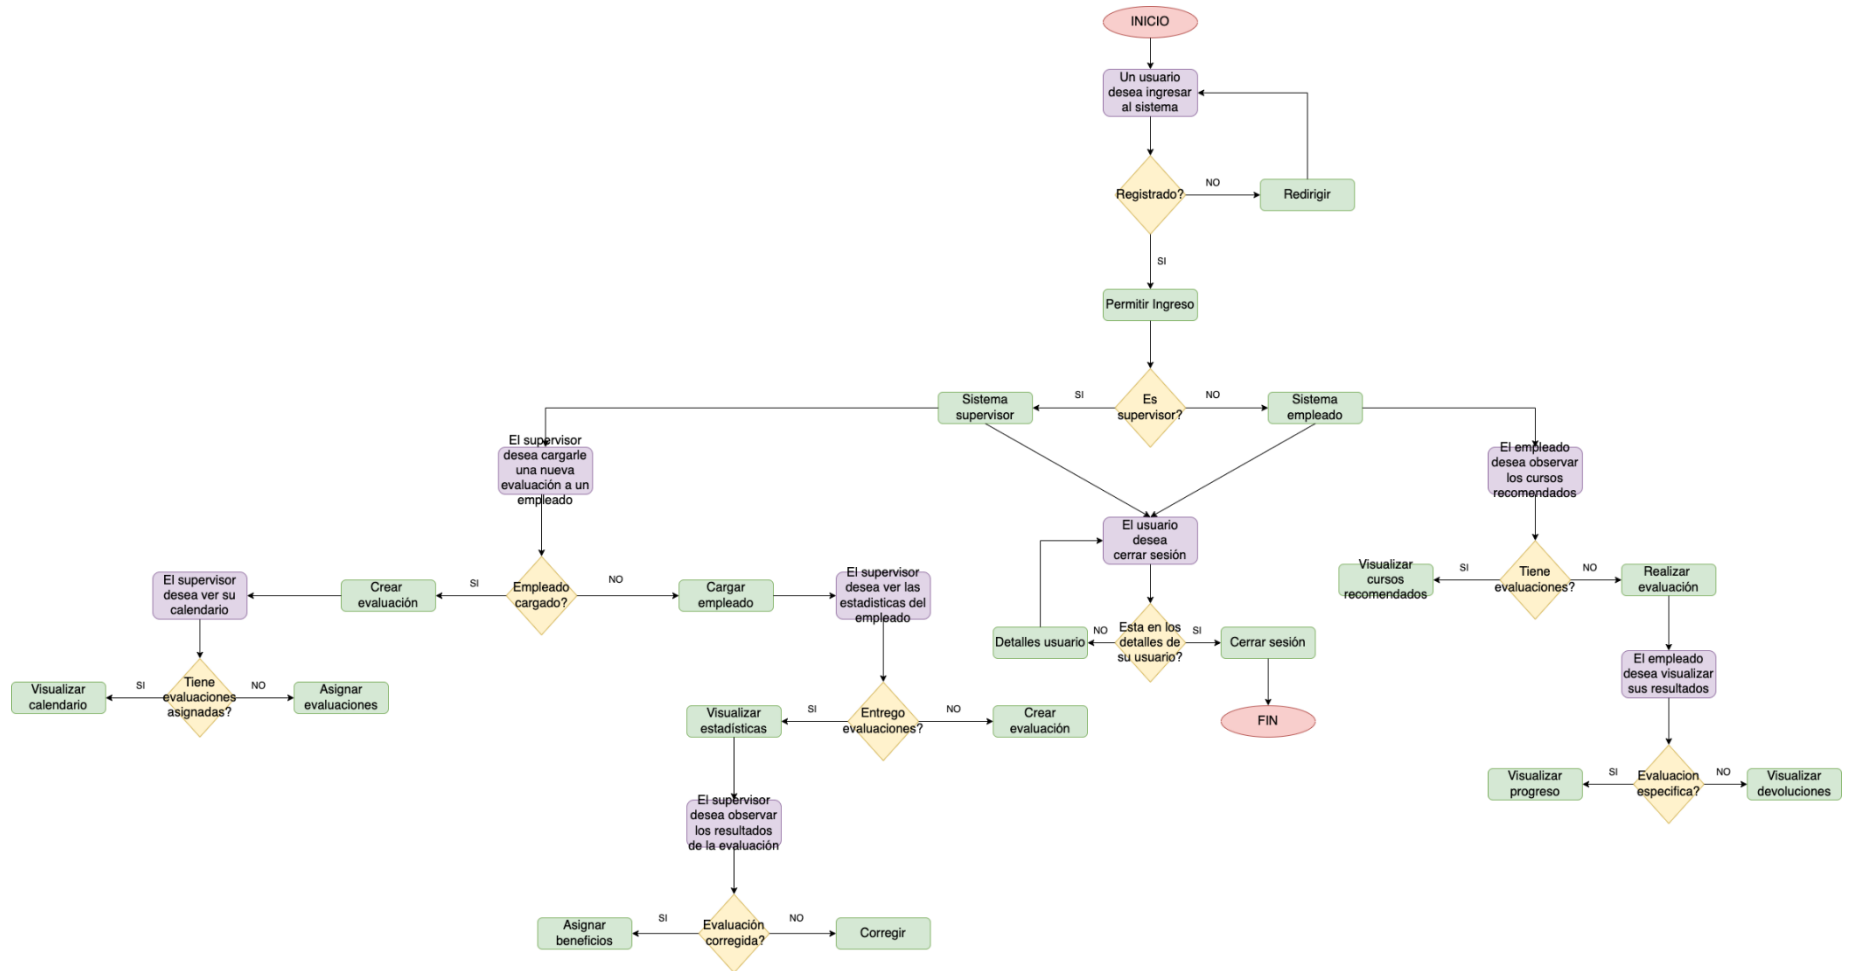 INICIO
Un usuario
desea ingresar
al sistema
Registrado?
NO
Redirigir
SI
Permitir Ingreso
Sistema
supervisor
SI
Es
supervisor?
NO
Sistema
empleado
El supervisor
desea cargarle
una nueva
evaluación a un
empleado
El empleado
desea observar
los cursos
recomendados
El usuario
desea
cerrar sesión
El supervisor
desea ver su
calendario
Crear
evaluación
SI
Empleado
cargado?
NO
Cargar
empleado
El supervisor
desea ver las
estadisticas del
empleado
Visualizar
cursos
recomendados
SI
Tiene
evaluaciones?
NO
Realizar
evaluación
Detalles usuario
NO
Esta en los
detalles de
su usuario?
SI
Cerrar sesión
El empleado
desea visualizar
sus resultados
Visualizar
calendario
SI
Tiene
evaluaciones
asignadas?
NO
Asignar
evaluaciones
Visualizar
estadísticas
SI
Entrego
evaluaciones?
NO
Crear
evaluación
FIN
Visualizar
progreso
SI
Evaluacion
especifica?
NO
Visualizar
devoluciones
El supervisor
desea observar
los resultados
de la evaluación
Asignar
beneficios
SI
Evaluación
corregida?
NO
Corregir